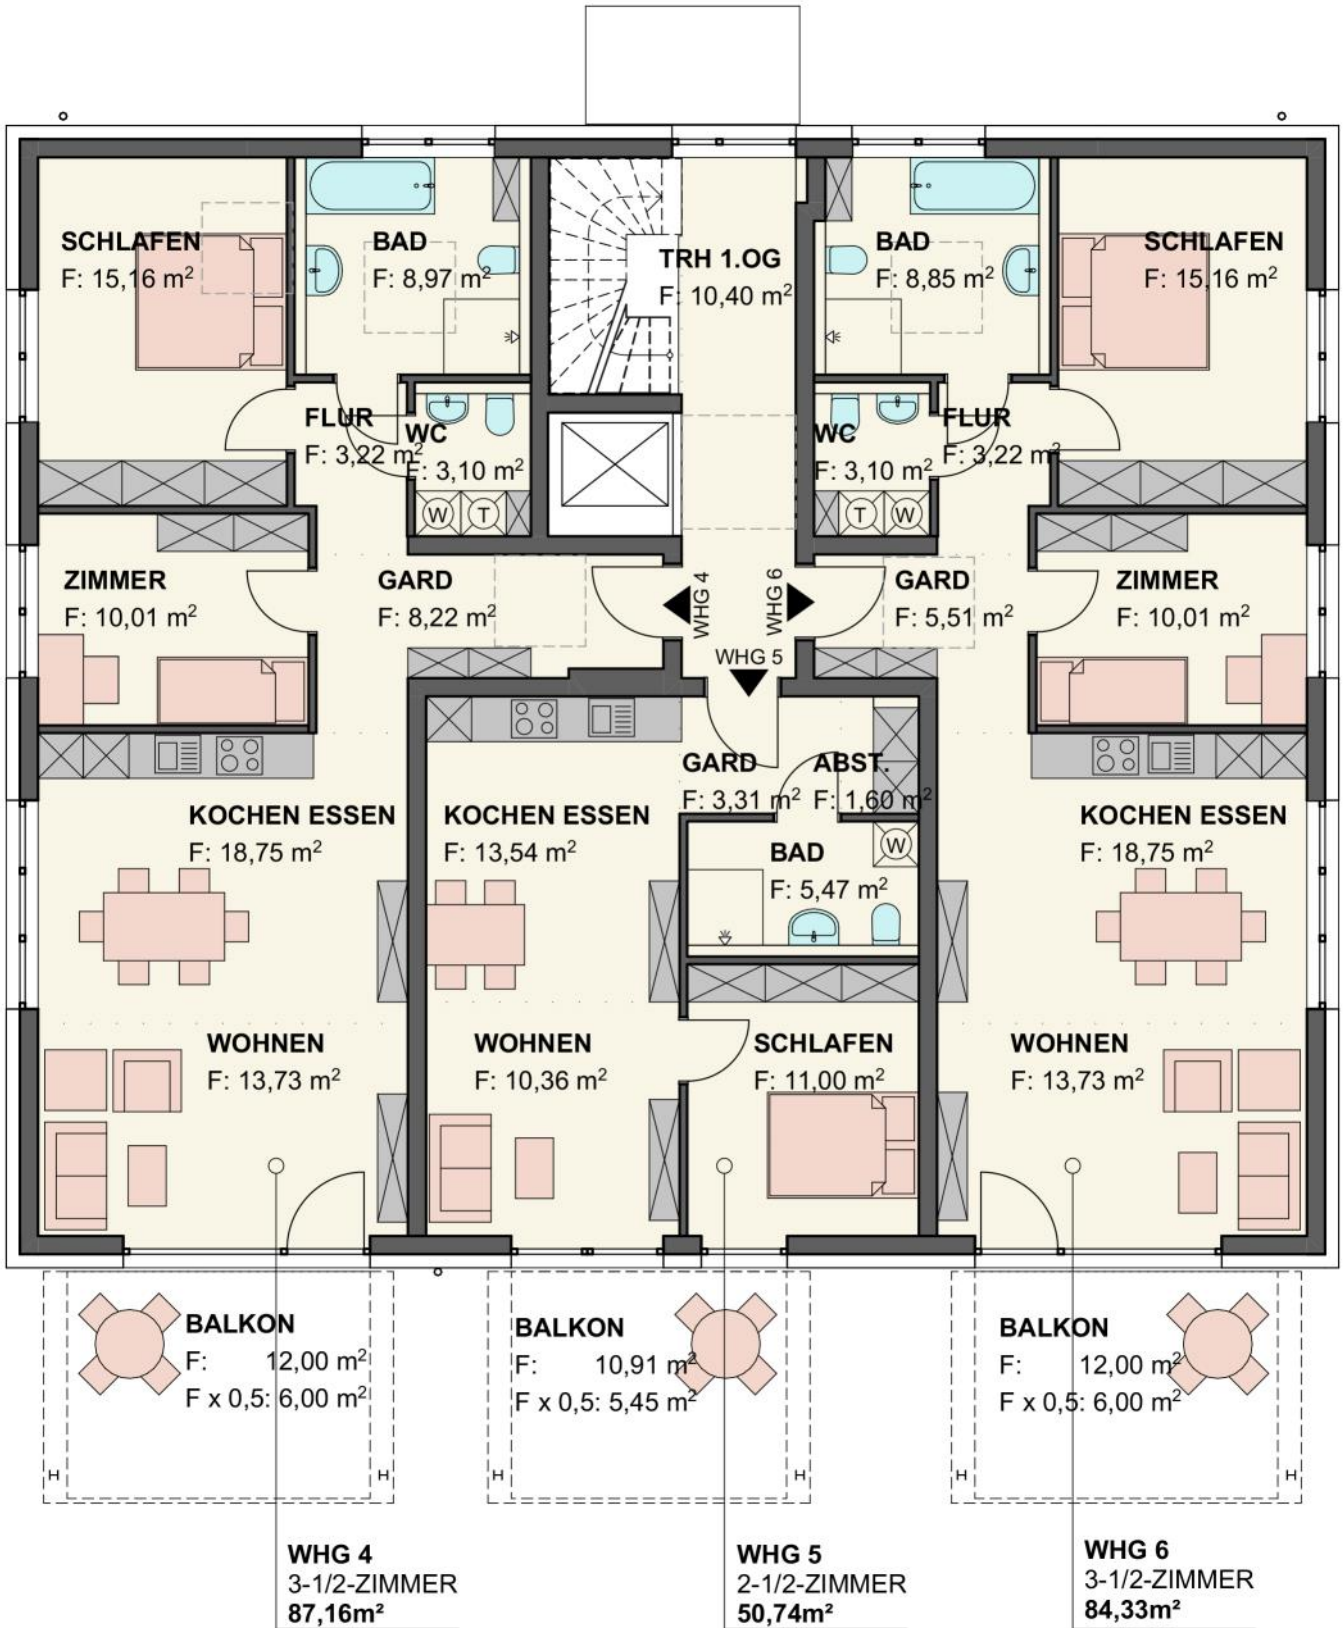 SCHLAFEN
F: 15,16 m²
BAD
F: 8,97 m²
TRH 1.OG
F: 10,40 m²
BAD
F: 8,85 m²
SCHLAFEN
F: 15,16 m²
FLUR
F: 3,22 m²
WC
F: 3,10 m²
W
T
WC
F: 3,10 m²
T
W
FLUR
F: 3,22 m²
ZIMMER
F: 10,01 m²
GARD
F: 8,22 m²
WHG 4
WHG 6
WHG 5
GARD
F: 5,51 m²
ZIMMER
F: 10,01 m²
GARD
F: 3,31 m²
ABST.
F: 1,60 m²
KOCHEN ESSEN
F: 18,75 m²
KOCHEN ESSEN
F: 13,54 m²
BAD
F: 5,47 m²
W
KOCHEN ESSEN
F: 18,75 m²
WOHNEN
F: 13,73 m²
WOHNEN
F: 10,36 m²
SCHLAFEN
F: 11,00 m²
WOHNEN
F: 13,73 m²
BALKON
F: 12,00 m²
F x 0,5: 6,00 m²
BALKON
F: 10,91 m²
F x 0,5: 5,45 m²
BALKON
F: 12,00 m²
F x 0,5: 6,00 m²
WHG 4
3-1/2-ZIMMER
87,16m²
WHG 5
2-1/2-ZIMMER
50,74m²
WHG 6
3-1/2-ZIMMER
84,33m²